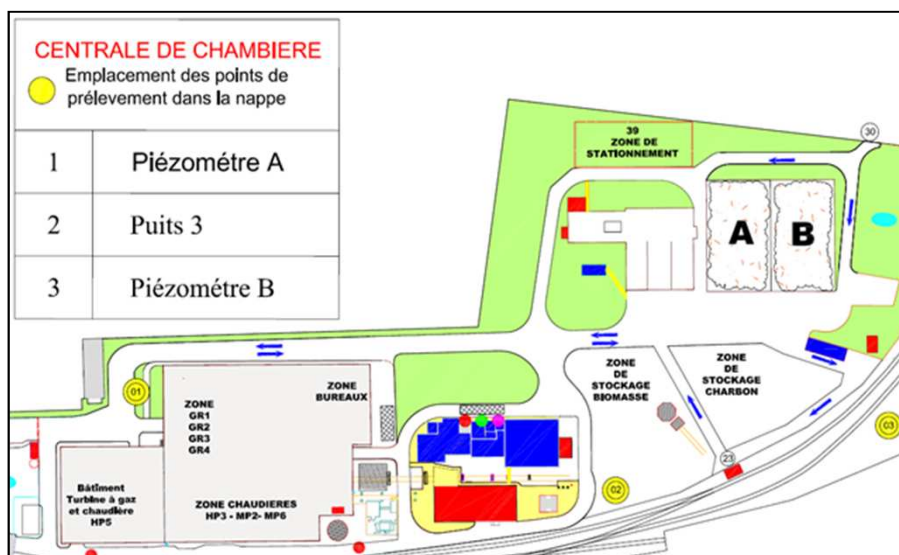 CENTRALE DE CHAMBIERE
Emplacement des points de
prélevement dans la nappe
1 Piézométre A
2 Puits 3
3 Piézométre B
39
ZONE DE
STATIONNEMENT
30
A
B
01
ZONE
BUREAUX
ZONE
GR1
GR2
GR3
GR4
ZONE
DE
STOCKAGE
BIOMASSE
ZONE
DE
STOCKAGE
CHARBON
03
23
02
Bâtiment
Turbine à gaz
et chaudière
HP5
ZONE CHAUDIERES
HP3 - MP2- MP6